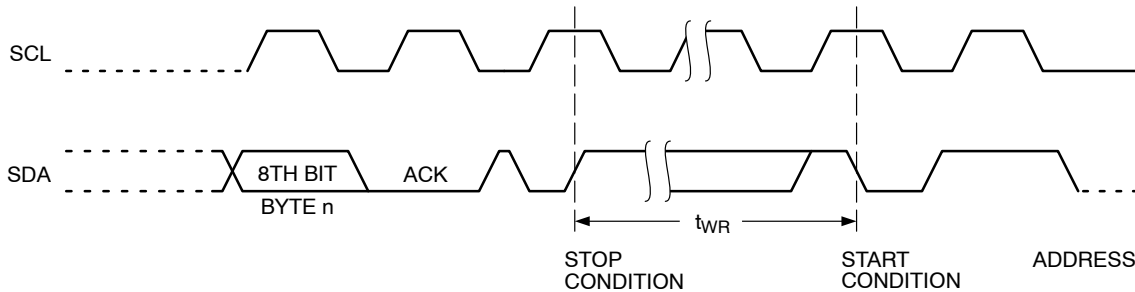 SCL
SDA
8TH BIT
ACK
BYTE n
tWR
STOP
CONDITION
START
CONDITION
ADDRESS